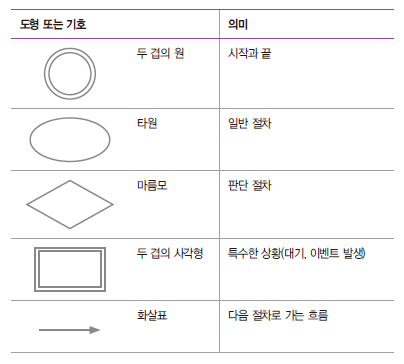 도형 또는 기호 의미
두 겹의 원 시작과 끝
타원 일반 절차
마름모 판단 절차
두 겹의 사각형 특수한 상황(대기, 이벤트 발생)
화살표 다음 절차로 가는 흐름